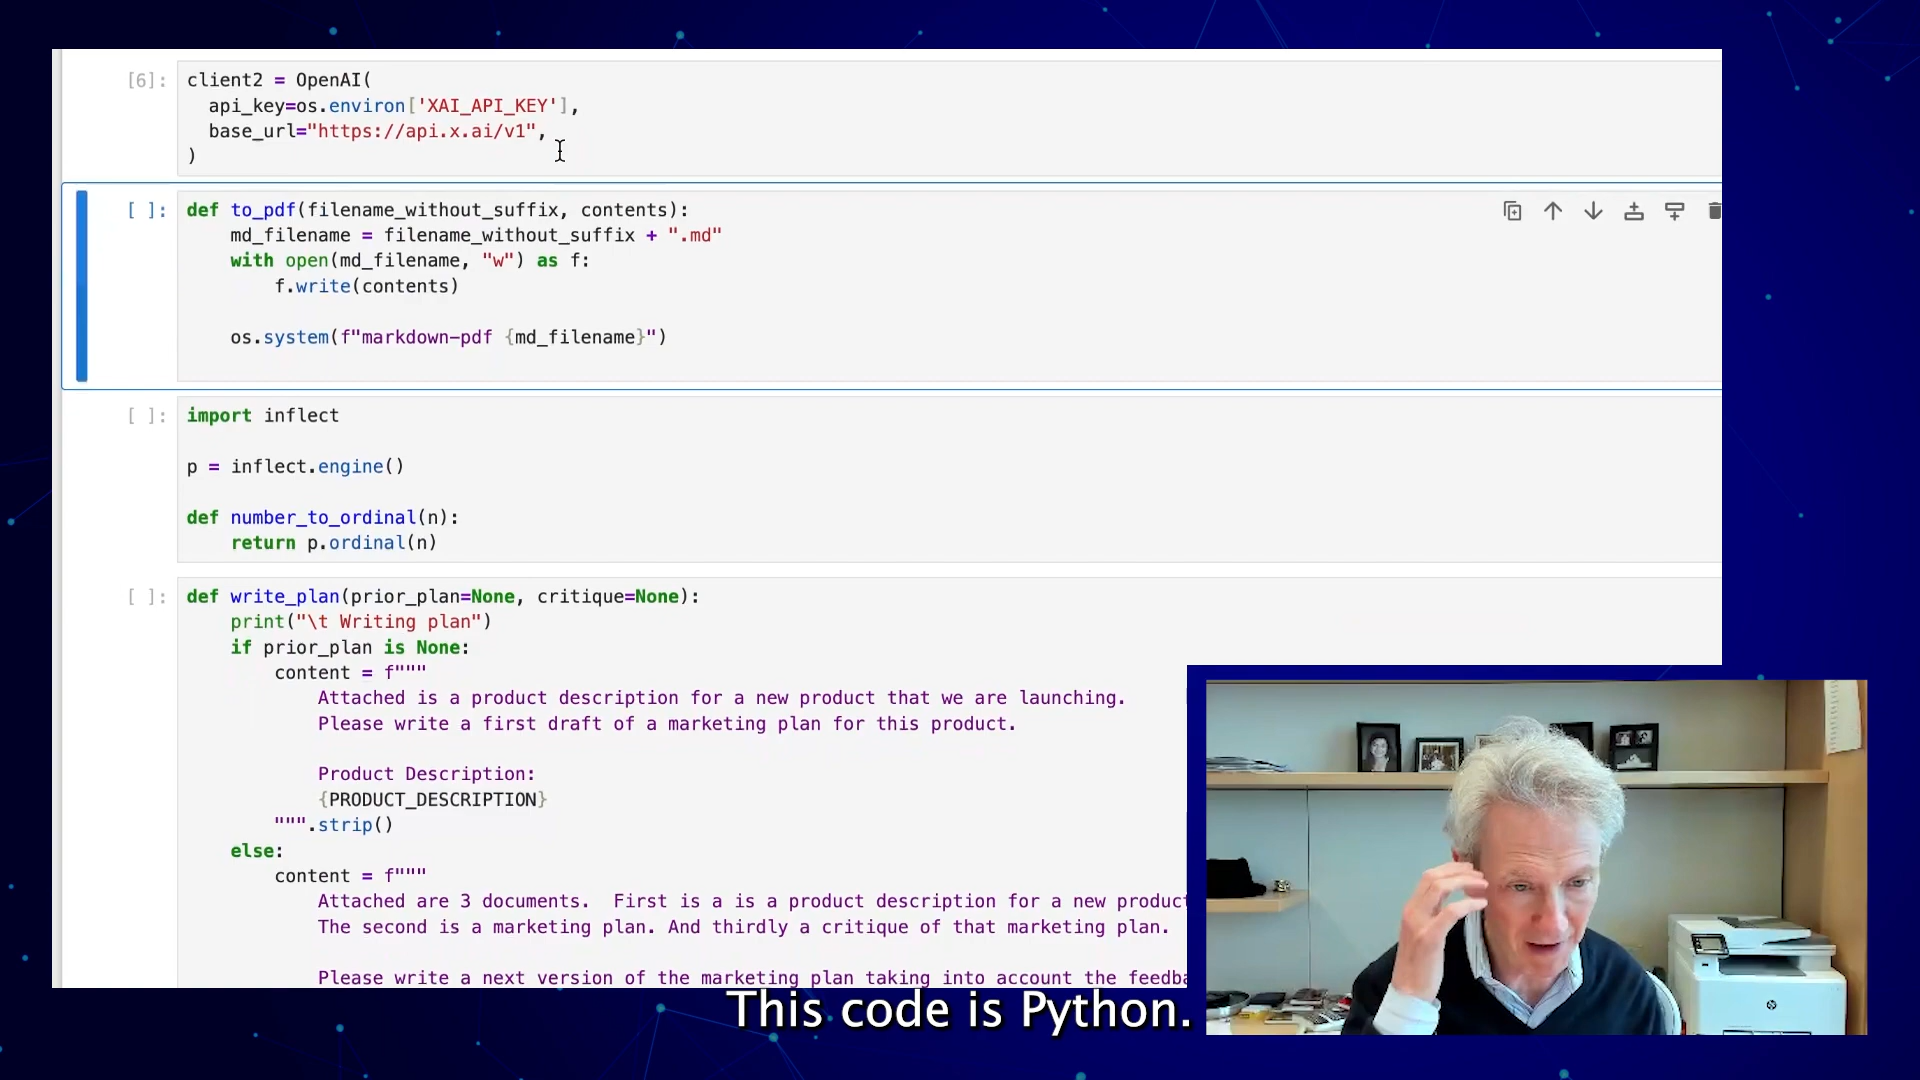 [6]: client2 = OpenAI(
api_key=os.environ['XAI_API_KEY'],
base_url="https://api.x.ai/v1",
)
[ ]: def to_pdf(filename_without_suffix, contents):
md_filename = filename_without_suffix + ".md"
with open(md_filename, "w") as f:
f.write(contents)
os.system(f"markdown-pdf {md_filename}")
[ ]: import inflect
p = inflect.engine()
def number_to_ordinal(n):
return p.ordinal(n)
[ ]: def write_plan(prior_plan=None, critique=None):
print("\t Writing plan")
if prior_plan is None:
content = f"""
Attached is a product description for a new product that we are launching.
Please write a first draft of a marketing plan for this product.
Product Description:
{PRODUCT_DESCRIPTION}
""".strip()
else:
content = f"""
Attached are 3 documents.  First is a is a product description for a new product
The second is a marketing plan. And thirdly a critique of that marketing plan.
Please write a next version of the marketing plan taking into account the feedba
This code is Python.